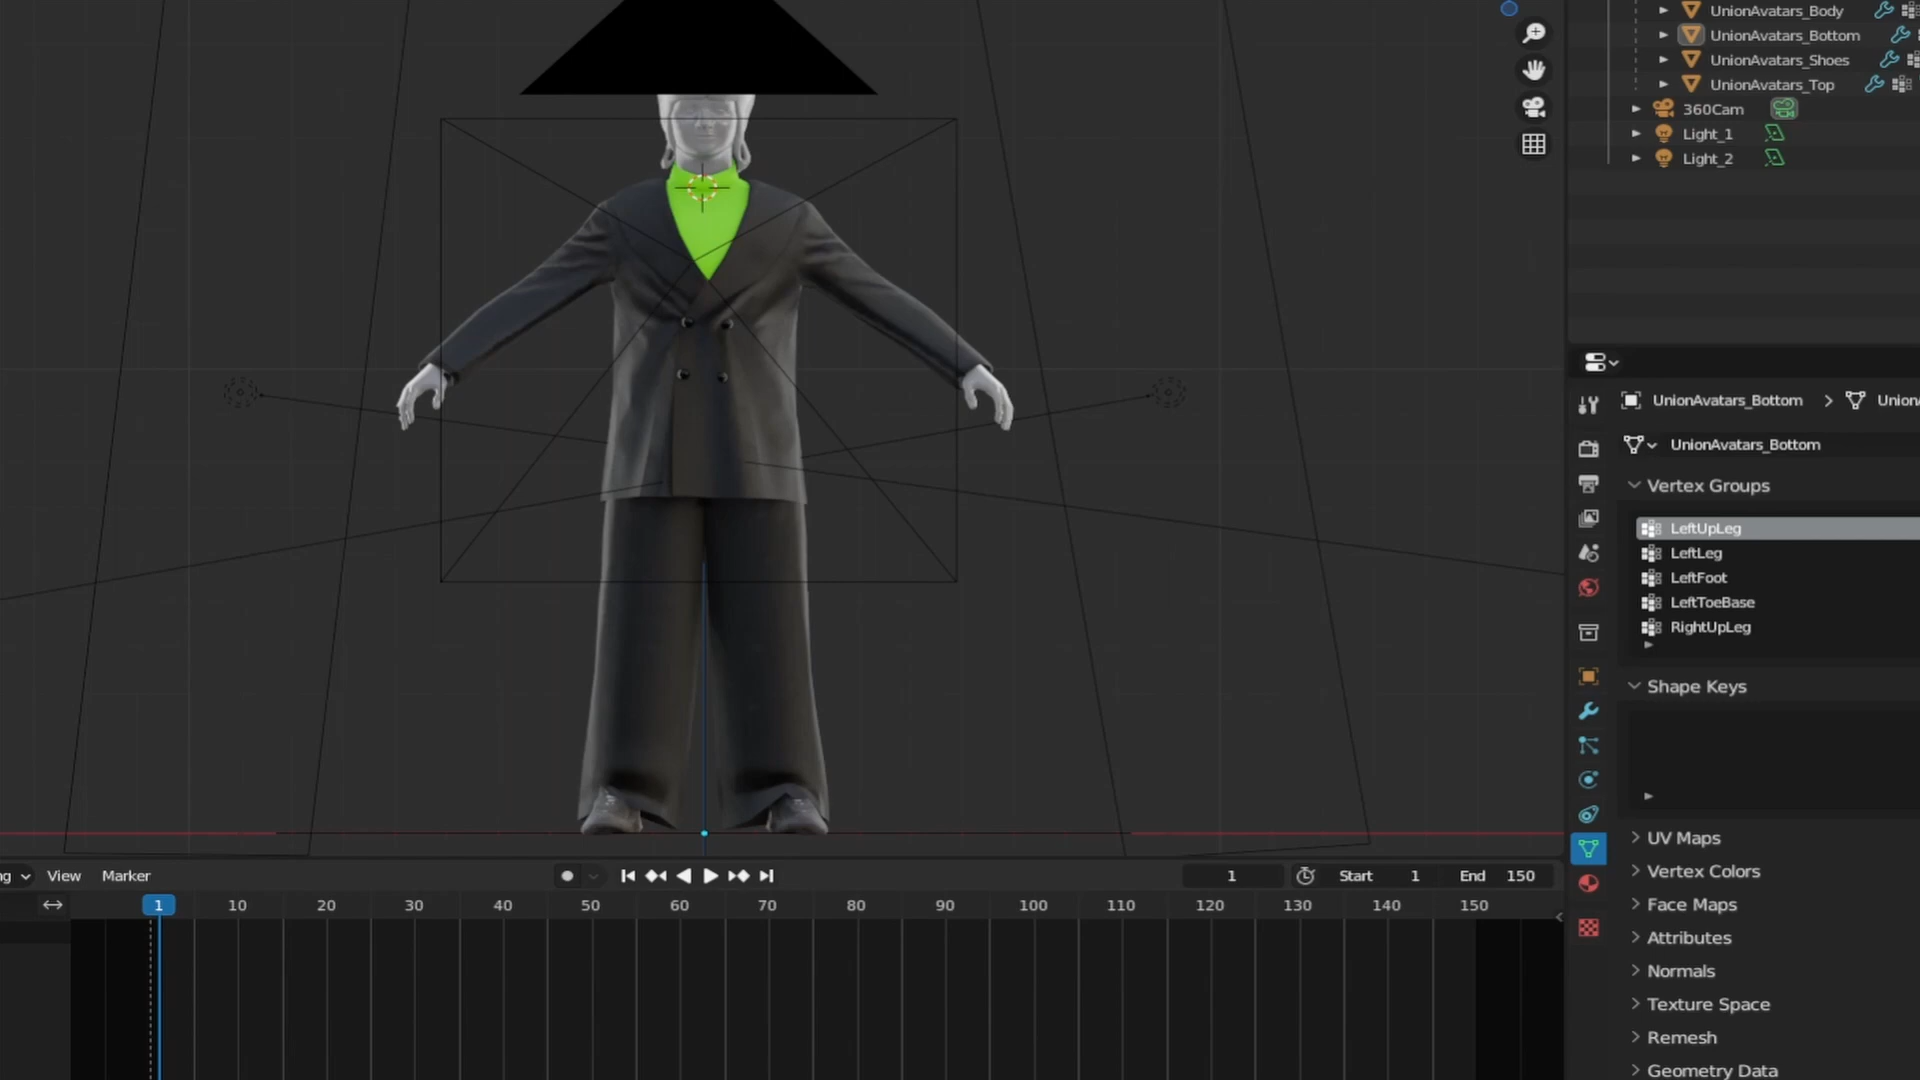 UnionAvatars_Body
UnionAvatars_Bottom
UnionAvatars_Shoes
UnionAvatars_Top
360Cam
Light_1
Light_2
UnionAvatars_Bottom > Union
UnionAvatars_Bottom
Vertex Groups
LeftUpLeg
LeftLeg
LeftFoot
LeftToeBase
RightUpLeg
Shape Keys
UV Maps
Vertex Colors
Face Maps
Attributes
Normals
Texture Space
Remesh
Geometry Data
ng View Marker 1 Start 1 End 150
1 10 20 30 40 50 60 70 80 90 100 110 120 130 140 150